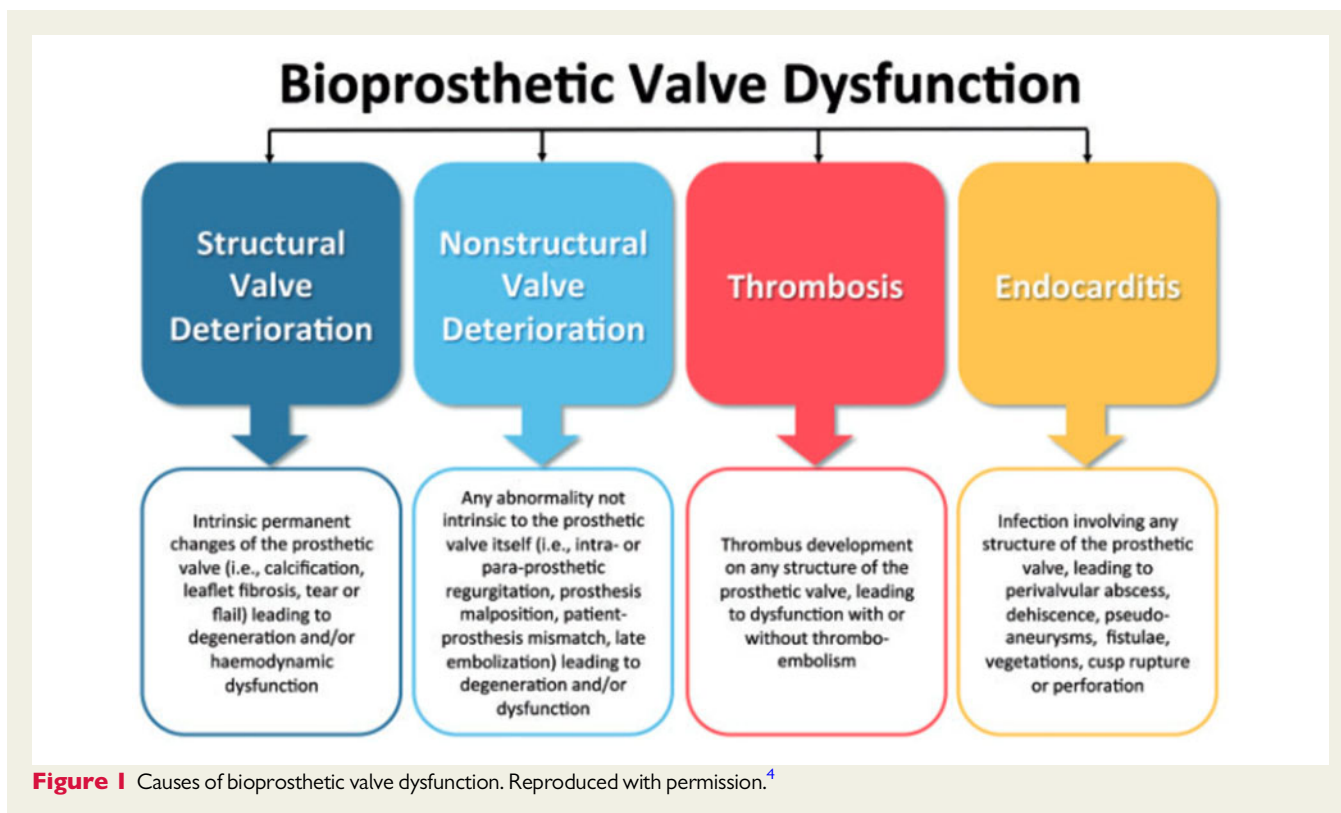 Bioprosthetic Valve Dysfunction
Structural
Valve
Deterioration
Nonstructural
Valve
Deterioration
Thrombosis
Endocarditis
Intrinsic permanent
changes of the prosthetic
valve (i.e., calcification,
leaflet fibrosis, tear or
flail) leading to
degeneration and/or
haemodynamic
dysfunction
Any abnormality not
intrinsic to the prosthetic
valve itself (i.e., intra- or
para-prosthetic
regurgitation, prosthesis
malposition, patient-
prosthesis mismatch, late
embolization) leading to
degeneration and/or
dysfunction
Thrombus development
on any structure of the
prosthetic valve, leading
to dysfunction with or
without thrombo-
embolism
Infection involving any
structure of the prosthetic
valve, leading to
perivalvular abscess,
dehiscence, pseudo-
aneurysms, fistulae,
vegetations, cusp rupture
or perforation
Figure 1 Causes of bioprosthetic valve dysfunction. Reproduced with permission.4